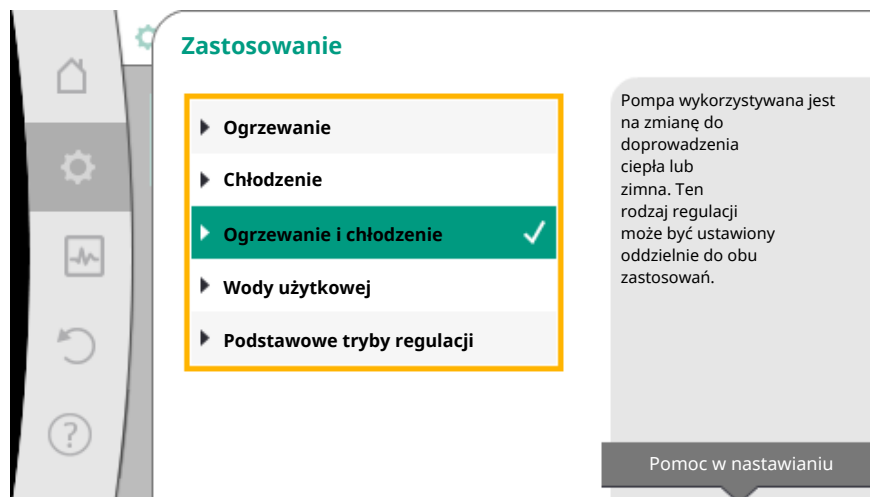 Zastosowanie
Ogrzewanie
Chłodzenie
Ogrzewanie i chłodzenie
Wody użytkowej
Podstawowe tryby regulacji
Pompa wykorzystywana jest
na zmianę do
doprowadzenia
ciepła lub
zimna. Ten
rodzaj regulacji
może być ustawiony
oddzielnie do obu
zastosowań.
Pomoc w nastawianiu